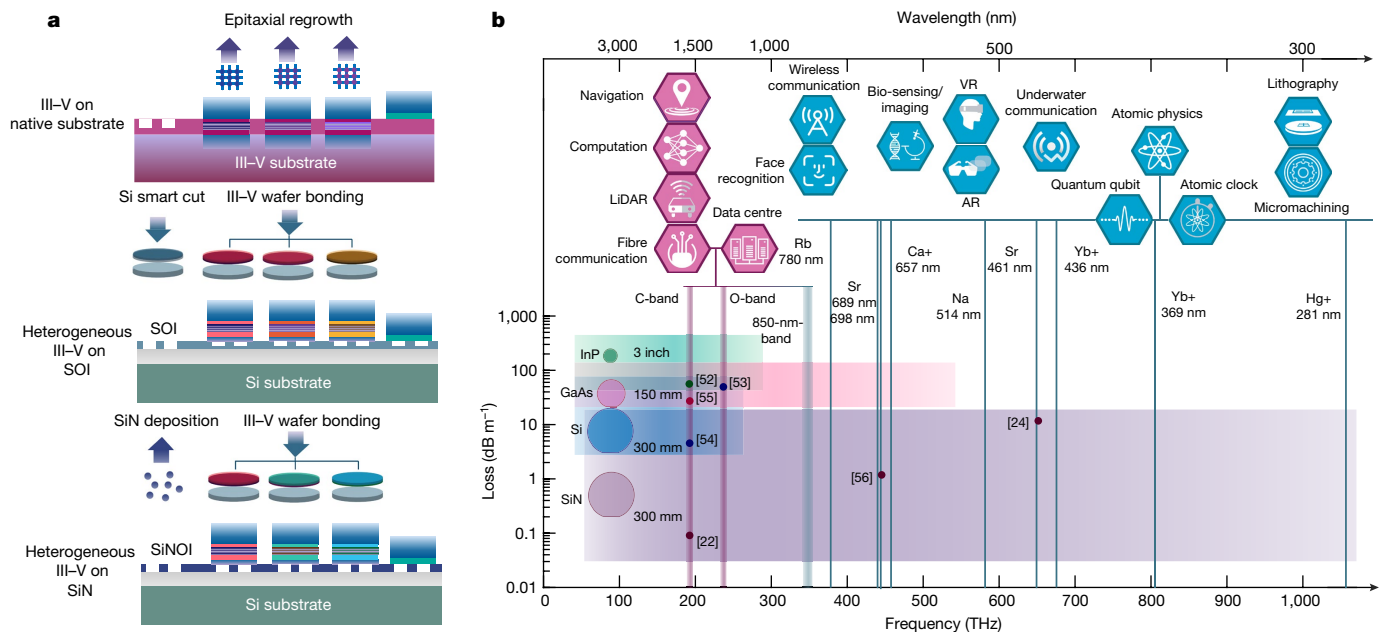 a
Epitaxial regrowth
III–V on
native substrate
III–V substrate
Si smart cut
III–V wafer bonding
Heterogeneous
III–V on
SOI
SOI
Si substrate
SiN deposition
III–V wafer bonding
Heterogeneous
III–V on
SiN
SiNOI
Si substrate
b
Wavelength (nm)
3,000
1,500
1,000
500
300
Navigation
Computation
LiDAR
Fibre
communication
Data centre
Wireless
communication
Face
recognition
Bio-sensing/
imaging
VR
AR
Underwater
communication
Atomic physics
Quantum qubit
Atomic clock
Lithography
Micromachining
C-band
O-band
850-nm-
band
Rb
780 nm
Sr
689 nm
698 nm
Ca+
657 nm
Na
514 nm
Sr
461 nm
Yb+
436 nm
Yb+
369 nm
Hg+
281 nm
Loss (dB m⁻¹)
1,000
100
10
1
0.1
0.01
InP
3 inch
GaAs
150 mm
Si
300 mm
SiN
300 mm
[52]
[53]
[55]
[54]
[24]
[56]
[22]
0
100
200
300
400
500
600
700
800
900
1,000
Frequency (THz)